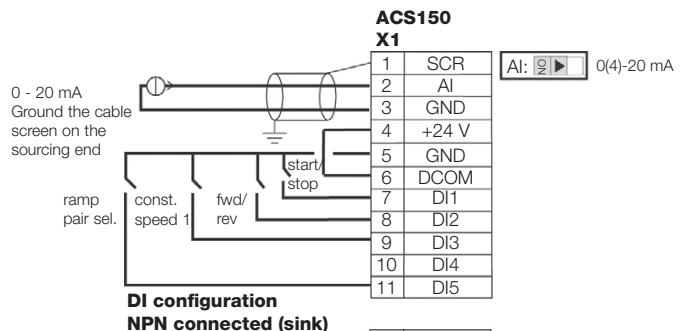 ACS150
X1
1 SCR
2 AI
3 GND
4 +24 V
5 GND
6 DCOM
7 DI1
8 DI2
9 DI3
10 DI4
11 DI5
AI: ON 0(4)-20 mA
0 - 20 mA
Ground the cable
screen on the
sourcing end
start/
stop
ramp
pair sel.
const.
speed 1
fwd/
rev
DI configuration
NPN connected (sink)